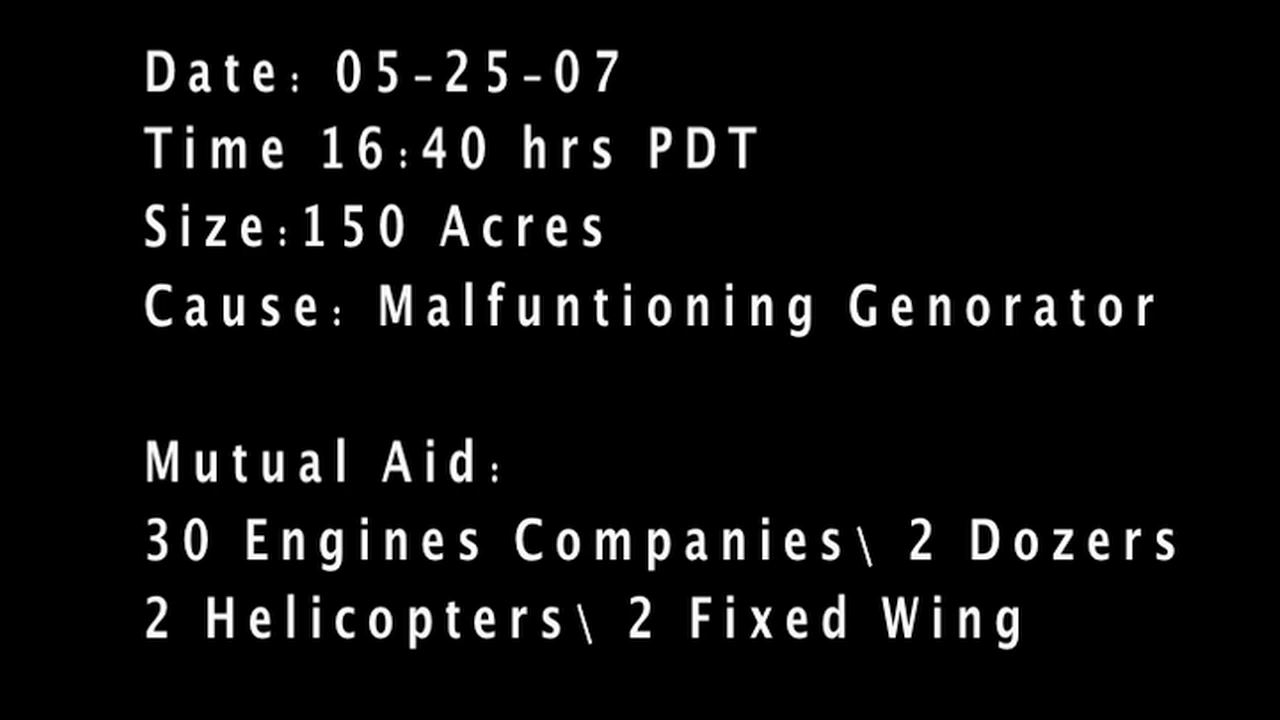 Date: 05-25-07
Time 16:40 hrs PDT
Size:150 Acres
Cause: Malfuntioning Genorator
Mutual Aid:
30 Engines Companies\ 2 Dozers
2 Helicopters\ 2 Fixed Wing